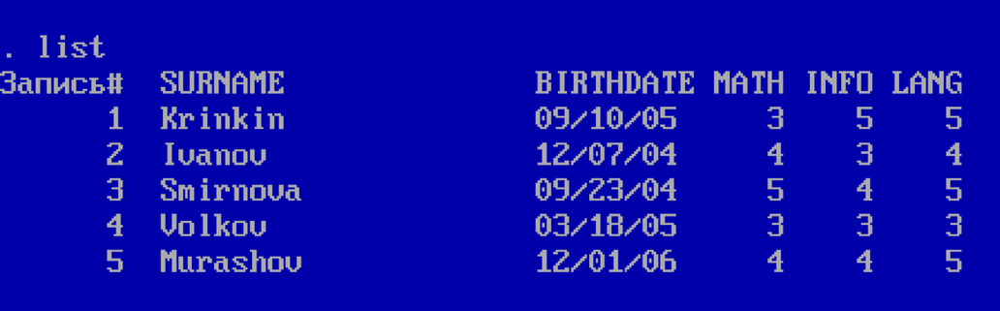 . list
Запись# SURNAME BIRTHDATE MATH INFO LANG
1 Krinkin 09/10/05 3 5 5
2 Ivanov 12/07/04 4 3 4
3 Smirnova 09/23/04 5 4 5
4 Volkov 03/18/05 3 3 3
5 Murashov 12/01/06 4 4 5